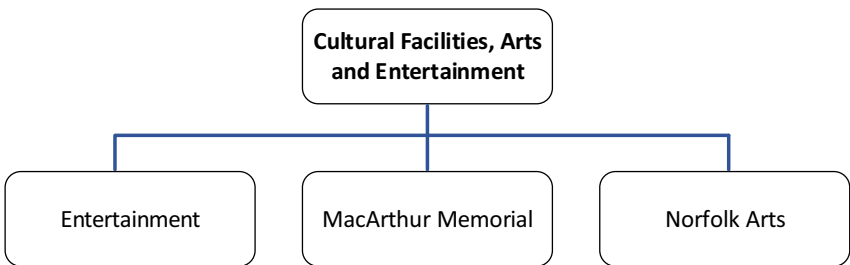 Cultural Facilities, Arts
and Entertainment
Entertainment
MacArthur Memorial
Norfolk Arts